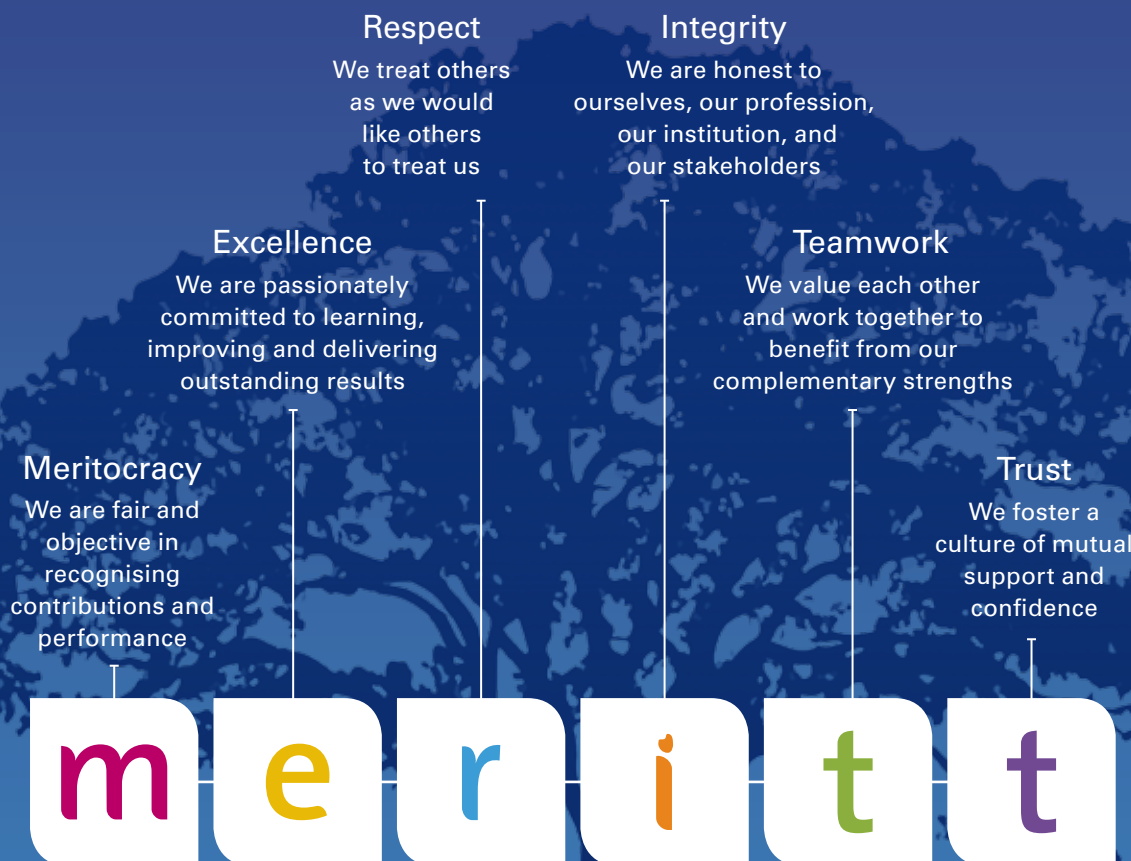 Respect
We treat others
as we would
like others
to treat us
Integrity
We are honest to
ourselves, our profession,
our institution, and
our stakeholders
Excellence
We are passionately
committed to learning,
improving and delivering
outstanding results
Teamwork
We value each other
and work together to
benefit from our
complementary strengths
Meritocracy
We are fair and
objective in
recognising
contributions and
performance
Trust
We foster a
culture of mutual
support and
confidence
m e r i t t